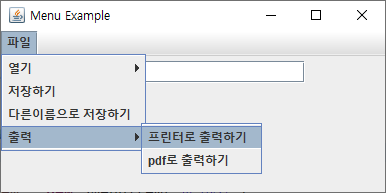 Menu Example
파일
열기
저장하기
다른이름으로 저장하기
출력
프린터로 출력하기
pdf로 출력하기